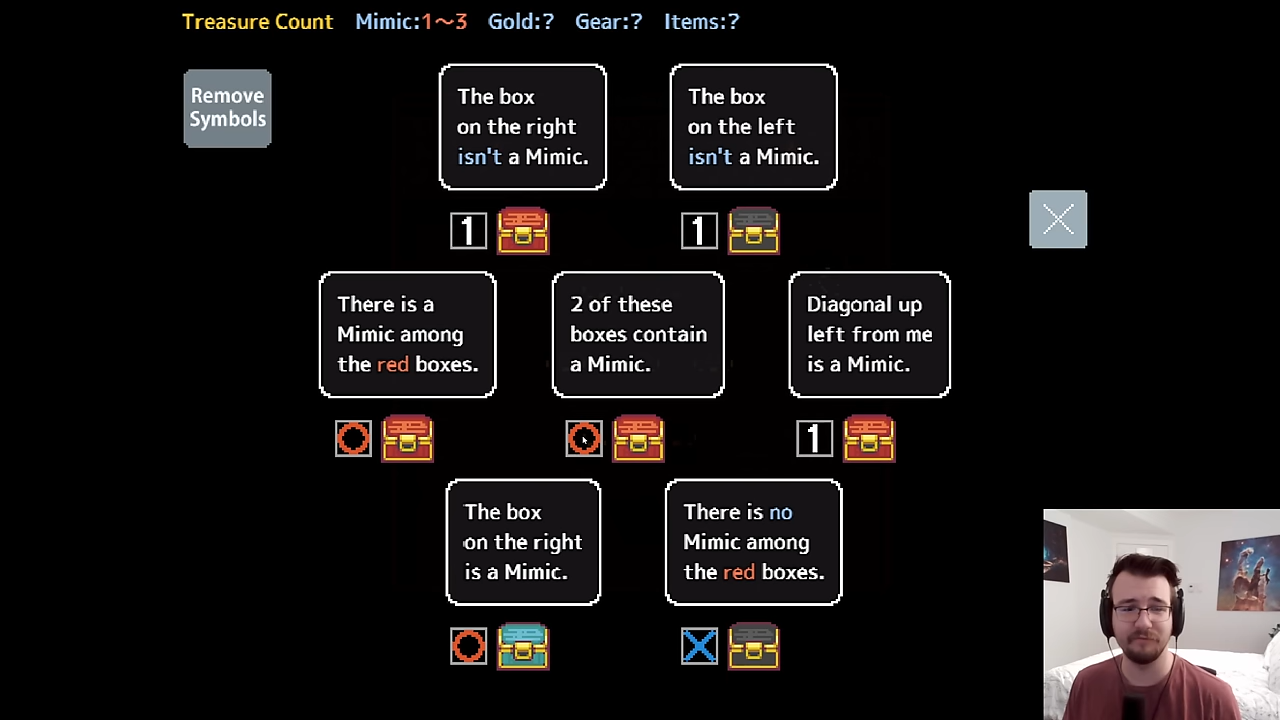 Treasure Count Mimic:1～3 Gold:? Gear:? Items:?
Remove
Symbols
The box
on the right
isn't a Mimic.
The box
on the left
isn't a Mimic.
1
1
There is a
Mimic among
the red boxes.
2 of these
boxes contain
a Mimic.
Diagonal up
left from me
is a Mimic.
1
The box
on the right
is a Mimic.
There is no
Mimic among
the red boxes.